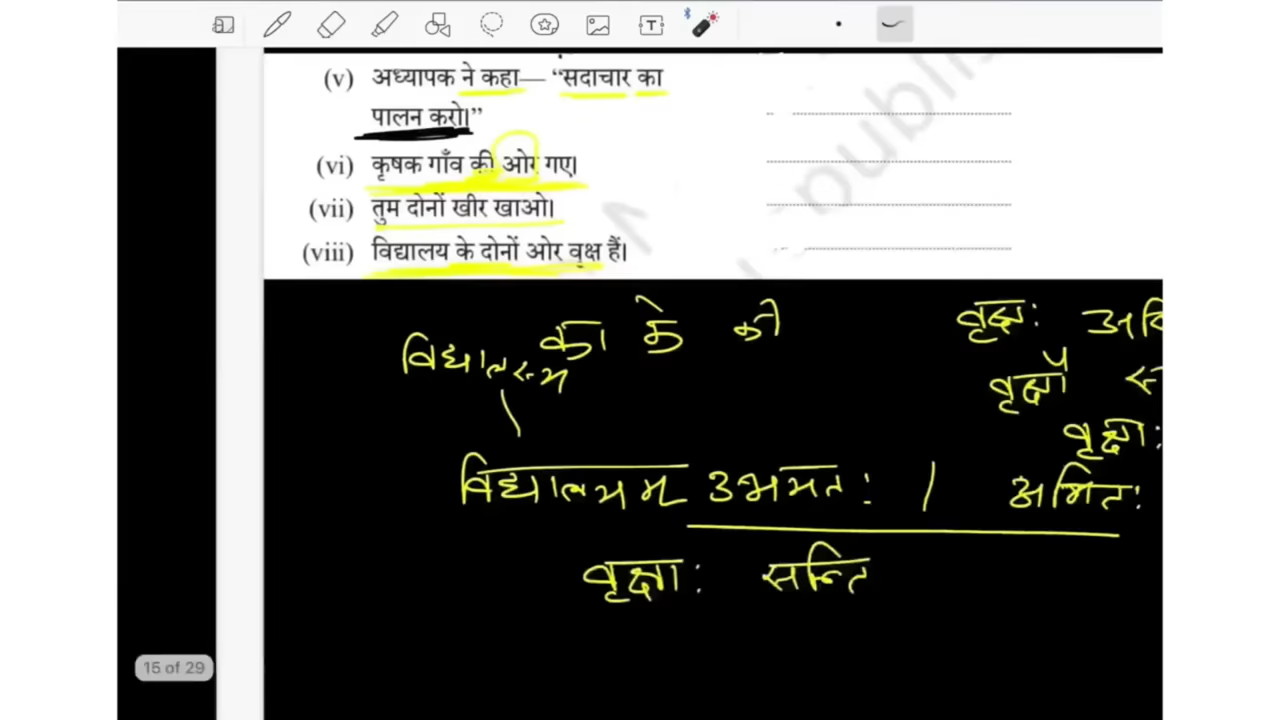 (v) अध्यापक ने कहा— “सदाचार का
पालन करो।”
(vi) कृषक गाँव की ओर गए।
(vii) तुम दोनों खीर खाओ।
(viii) विद्यालय के दोनों ओर वृक्ष हैं।
का के की
विद्यालस्य
वृक्षः
वृक्षौ
वृक्षाः
विद्यालयम् उभयतः / अभितः
वृक्षाः सन्ति
15 of 29